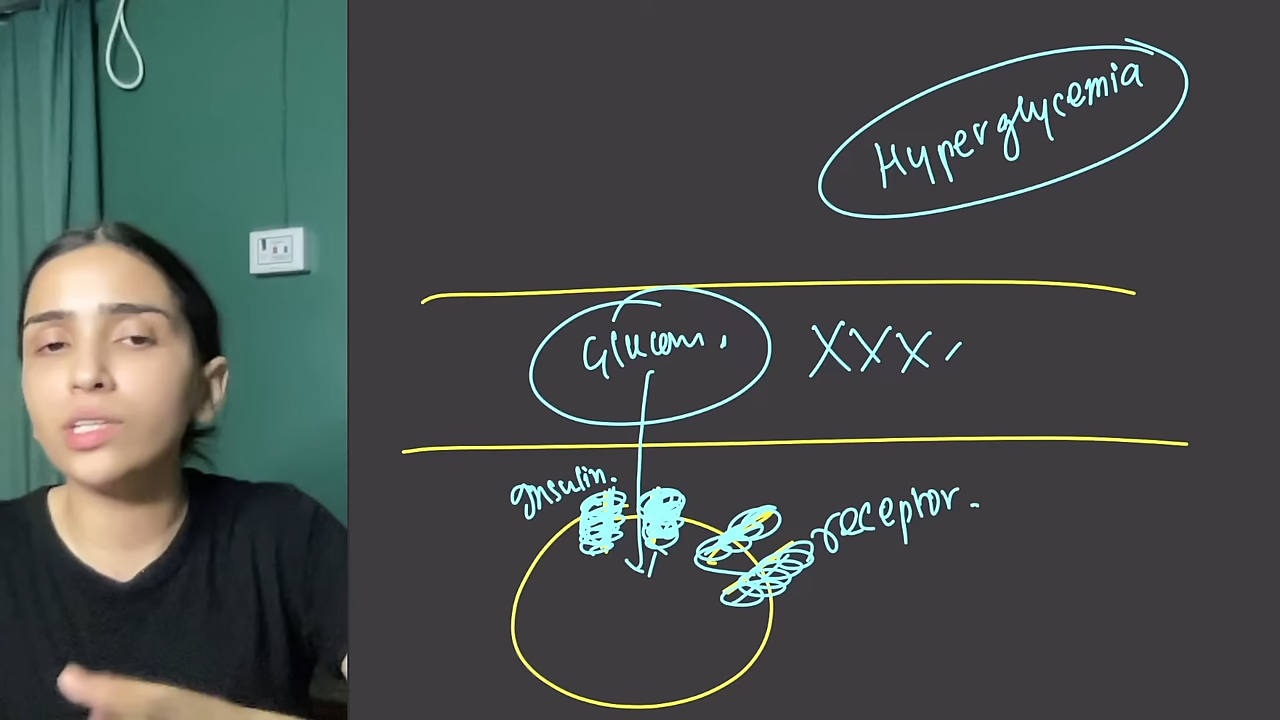 Hyperglycemia
Glucose.
XXX
Insulin.
receptor.